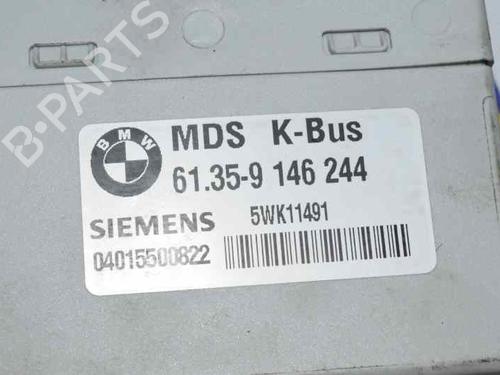 B-PARTS
BMW
MDS K-Bus
61.35-9 146 244
SIEMENS 5WK11491
04015500822